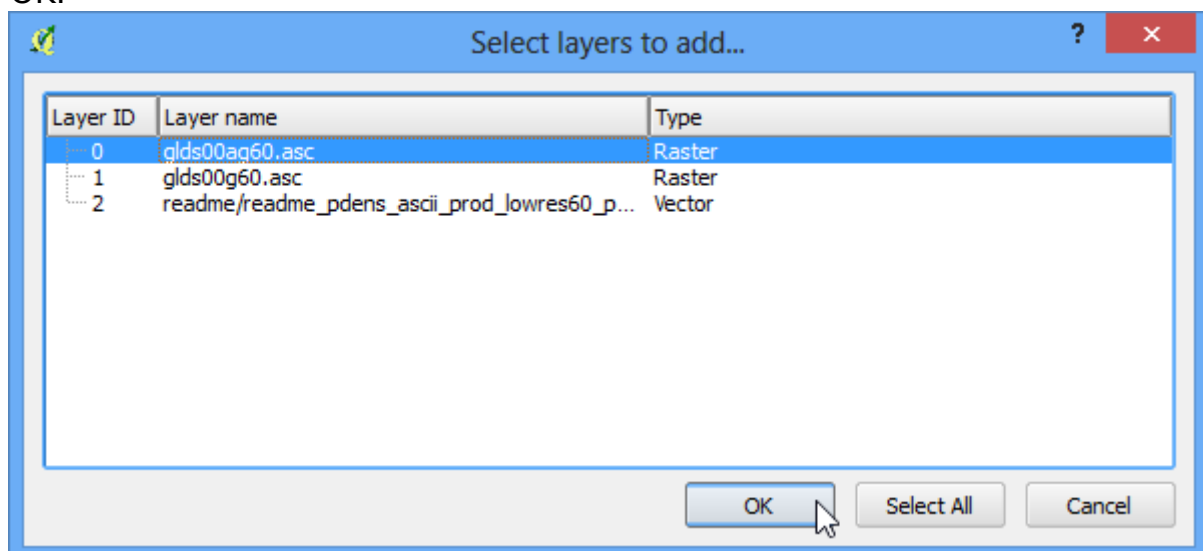 OK.
Select layers to add... ? ×
Layer ID Layer name Type
0 glds00ag60.asc Raster
1 glds00g60.asc Raster
2 readme/readme_pdens_ascii_prod_lowres60_p... Vector
OK Select All Cancel